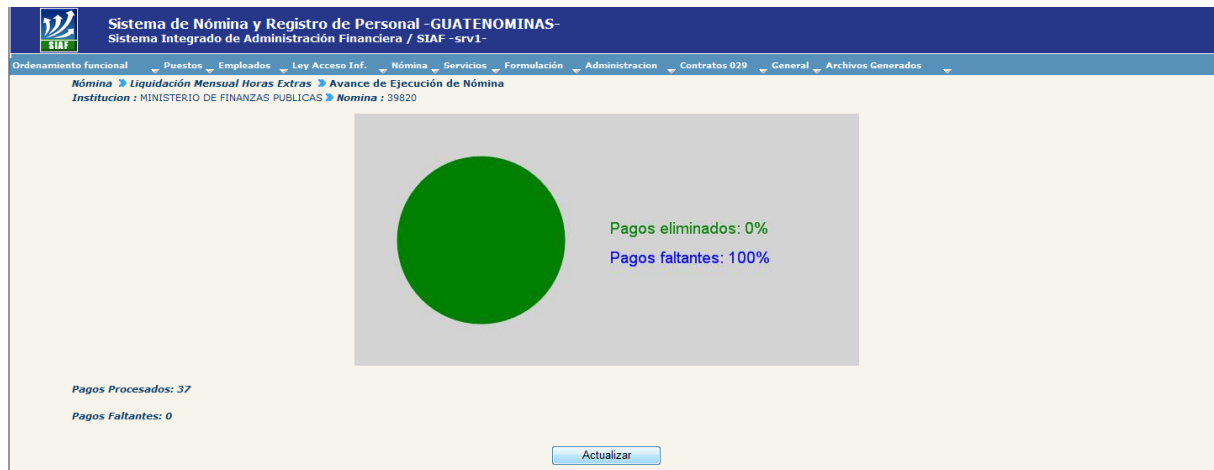 SIAF
Sistema de Nómina y Registro de Personal -GUATENOMINAS-
Sistema Integrado de Administración Financiera / SIAF -srv1-
Ordenamiento funcional Puestos Empleados Ley Acceso Inf. Nómina Servicios Formulación Administracion Contratos 029 General Archivos Generados
Nómina Liquidación Mensual Horas Extras Avance de Ejecución de Nómina
Institucion : MINISTERIO DE FINANZAS PUBLICAS Nomina : 39820
Pagos eliminados: 0%
Pagos faltantes: 100%
Pagos Procesados: 37
Pagos Faltantes: 0
Actualizar